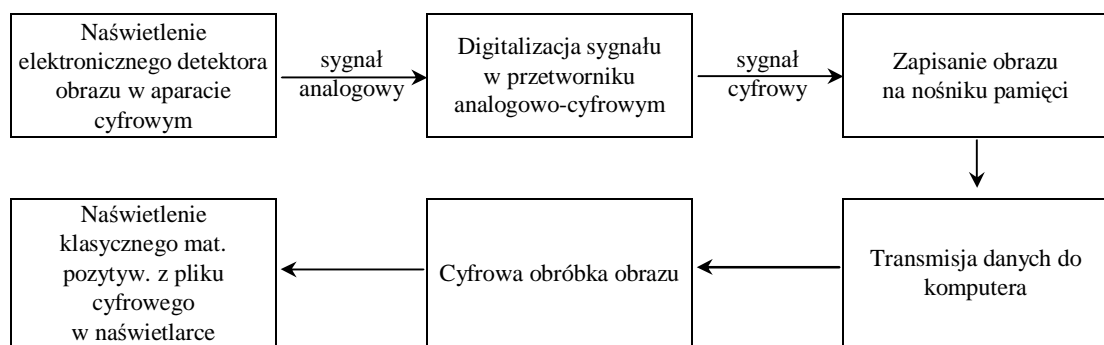 Naświetlenie
elektronicznego detektora
obrazu w aparacie
cyfrowym
sygnał
analogowy
Digitalizacja sygnału
w przetworniku
analogowo-cyfrowym
sygnał
cyfrowy
Zapisanie obrazu
na nośniku pamięci
Transmisja danych do
komputera
Cyfrowa obróbka obrazu
Naświetlenie
klasycznego mat.
pozytyw. z pliku
cyfrowego
w naświetlarce